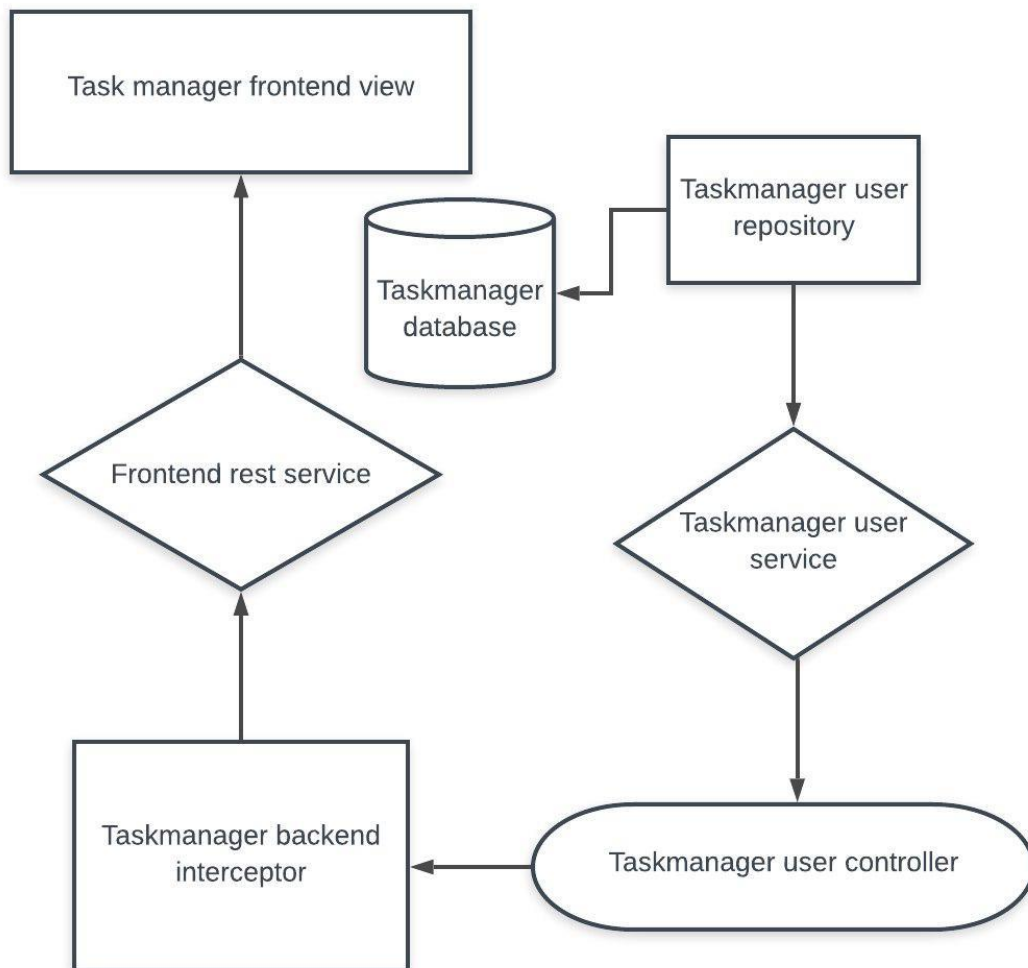 Task manager frontend view
Taskmanager user
repository
Taskmanager
database
Frontend rest service
Taskmanager user
service
Taskmanager backend
interceptor
Taskmanager user controller